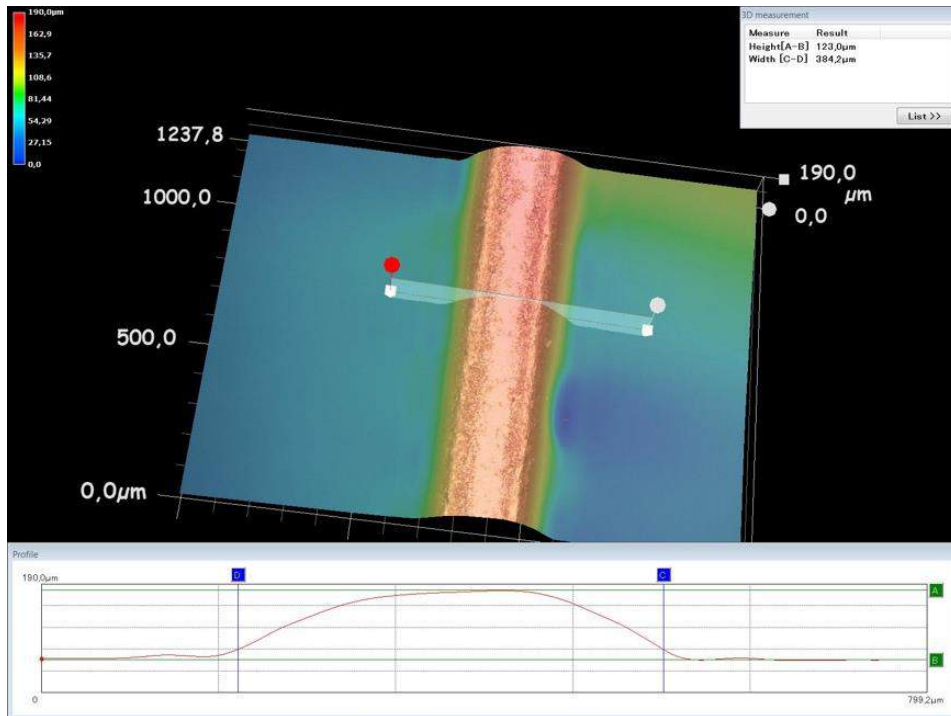 190,0µm
162,9
135,7
108,6
81,44
54,29
27,15
0,0
3D measurement
Measure Result
Height[A-B] 123,0µm
Width [C-D] 384,2µm
List >>
1237,8
1000,0
500,0
0,0µm
190,0
µm
0,0
Profile
190,0µm
D
C
A
B
0
799,2µm